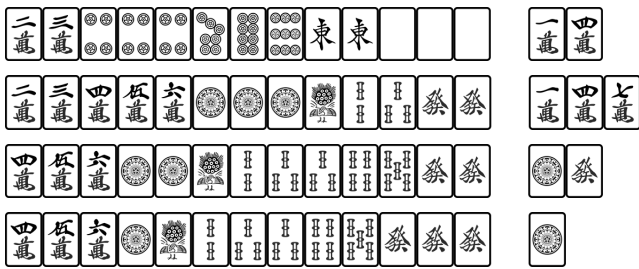 二萬 三萬 東 東 一萬 四萬
二萬 三萬 四萬 伍萬 六萬 發 發 一萬 四萬 七萬
四萬 伍萬 六萬 發 發 發
四萬 伍萬 六萬 發 發 發